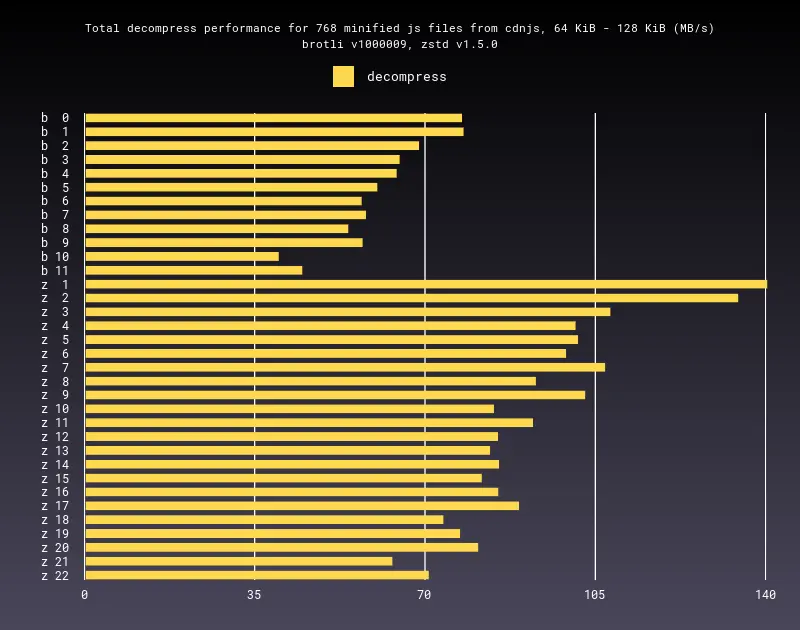 Total decompress performance for 768 minified js files from cdnjs, 64 KiB - 128 KiB (MB/s)
brotli v1000009, zstd v1.5.0
decompress
b 0
b 1
b 2
b 3
b 4
b 5
b 6
b 7
b 8
b 9
b 10
b 11
z 1
z 2
z 3
z 4
z 5
z 6
z 7
z 8
z 9
z 10
z 11
z 12
z 13
z 14
z 15
z 16
z 17
z 18
z 19
z 20
z 21
z 22
0 35 70 105 140